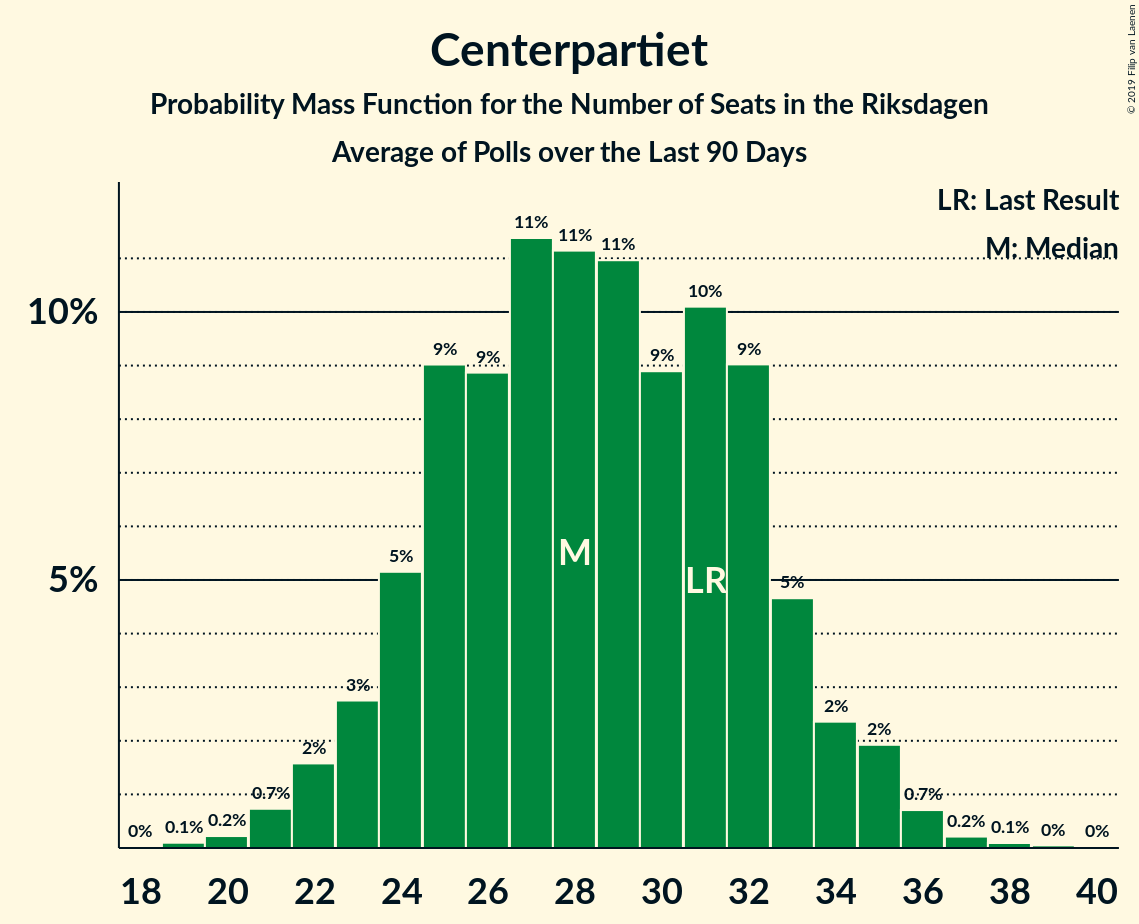 © 2019 Filip van Laenen
Centerpartiet
Probability Mass Function for the Number of Seats in the Riksdagen
Average of Polls over the Last 90 Days
LR: Last Result
M: Median
10%
5%
0%
0.1%
0.2%
0.7%
2%
3%
5%
9%
9%
11%
11%
11%
9%
10%
9%
5%
2%
2%
0.7%
0.2%
0.1%
0%
0%
M
LR
18 20 22 24 26 28 30 32 34 36 38 40